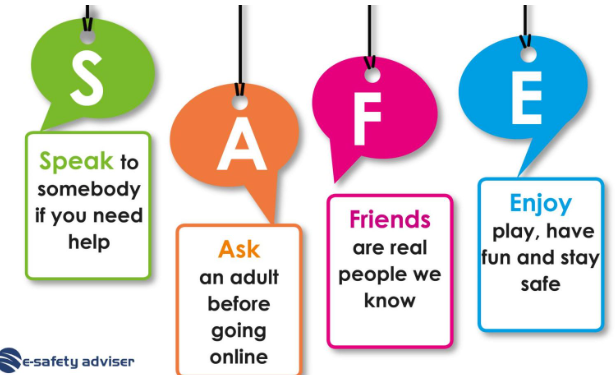 S
Speak to
somebody
if you need
help
A
Ask
an adult
before
going
online
F
Friends
are real
people we
know
E
Enjoy
play, have
fun and stay
safe
e-safety adviser